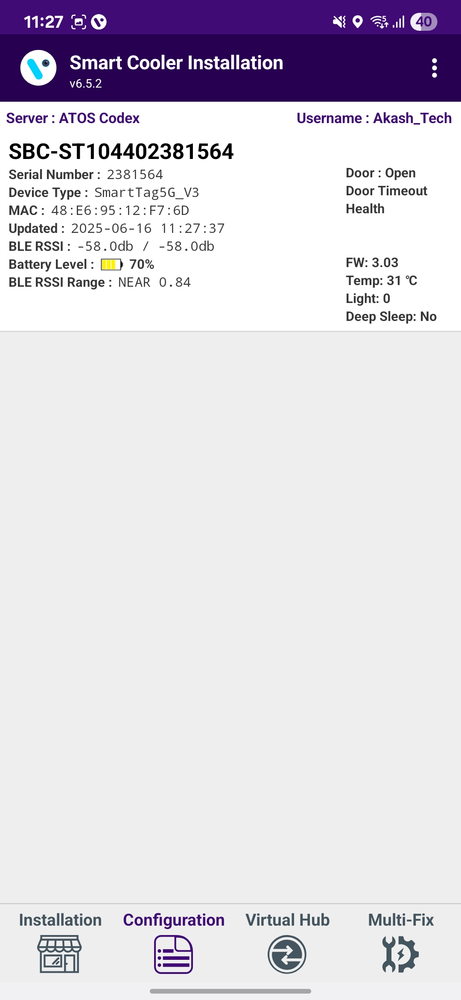 11:27
5
40
Smart Cooler Installation
v6.5.2
Server : ATOS Codex
Username : Akash_Tech
SBC-ST104402381564
Serial Number : 2381564
Device Type : SmartTag5G_V3
MAC : 48:E6:95:12:F7:6D
Updated : 2025-06-16 11:27:37
BLE RSSI : -58.0db / -58.0db
Battery Level : 70%
BLE RSSI Range : NEAR 0.84
Door : Open
Door Timeout
Health
FW: 3.03
Temp: 31 ℃
Light: 0
Deep Sleep: No
Installation
Configuration
Virtual Hub
Multi-Fix